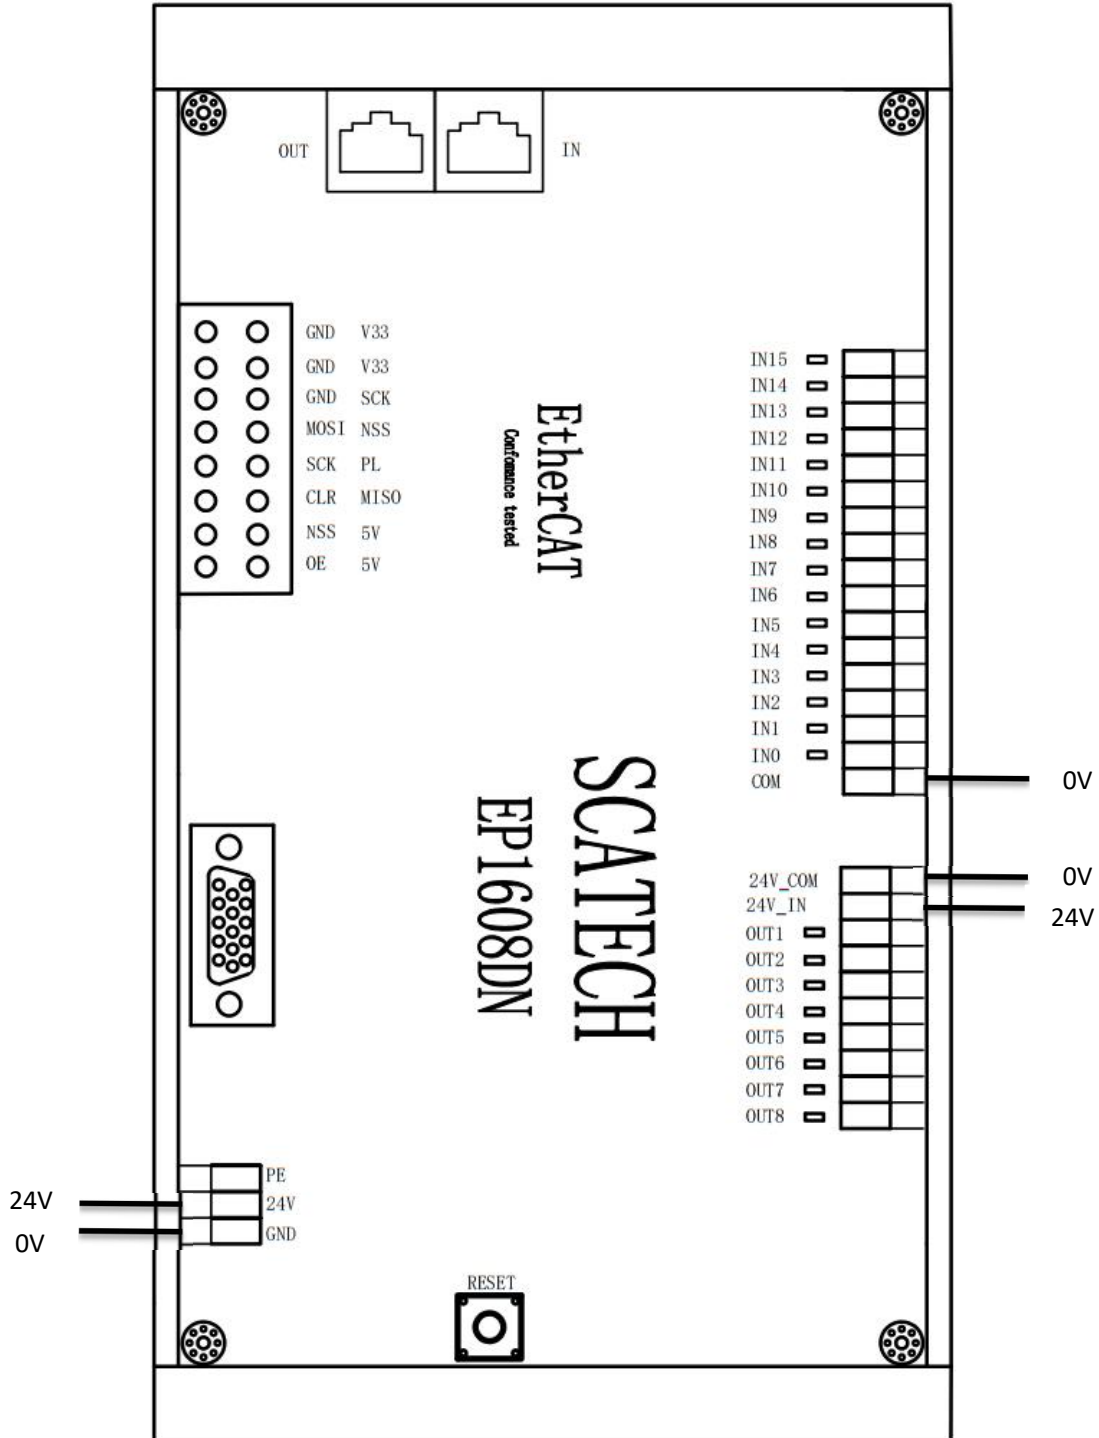 OUT
IN
GND V33
GND V33
GND SCK
MOSI NSS
SCK PL
CLR MISO
NSS 5V
OE 5V
EtherCAT
Confomance tested
IN15
IN14
IN13
IN12
IN11
IN10
IN9
1N8
IN7
IN6
IN5
IN4
IN3
IN2
IN1
IN0
COM
0V
SCATECH
EP1608DN
24V_COM
0V
24V_IN
24V
OUT1
OUT2
OUT3
OUT4
OUT5
OUT6
OUT7
OUT8
PE
24V
24V
0V
GND
RESET